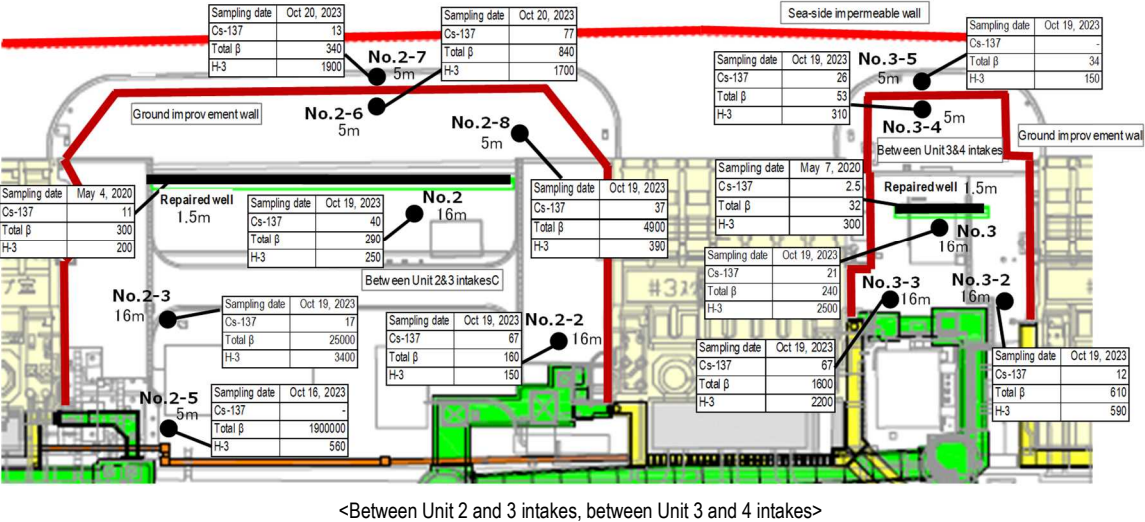 Sampling date Oct 20, 2023
Cs-137 13
Total β 340
H-3 1900
Sampling date Oct 20, 2023
Cs-137 77
Total β 840
H-3 1700
Sea-side impermeable wall
Sampling date Oct 19, 2023
Cs-137 -
Total β 34
H-3 150
No.2-7
5m
No.3-5
5m
Sampling date Oct 19, 2023
Cs-137 26
Total β 53
H-3 310
Ground improvement wall
No.2-6
5m
No.2-8
5m
5m
No.3-4
Ground improvement wall
Between Unit 3&4 intakes
Sampling date May 4, 2020
Cs-137 11
Total β 300
H-3 200
Repaired well
1.5m
Sampling date Oct 19, 2023
Cs-137 40
Total β 290
H-3 250
No.2
16m
Sampling date Oct 19, 2023
Cs-137 37
Total β 4900
H-3 390
Sampling date May 7, 2020
Cs-137 2.5
Total β 32
H-3 300
Repaired well 1.5m
No.3
16m
Between Unit 2&3 intakesC
Sampling date Oct 19, 2023
Cs-137 21
Total β 240
H-3 2500
No.2-3
16m
Sampling date Oct 19, 2023
Cs-137 17
Total β 25000
H-3 3400
Sampling date Oct 19, 2023
Cs-137 67
Total β 160
H-3 150
No.2-2
16m
No.3-3
16m
No.3-2
16m
Sampling date Oct 19, 2023
Cs-137 67
Total β 1600
H-3 2200
Sampling date Oct 19, 2023
Cs-137 12
Total β 610
H-3 590
No.2-5
5m
Sampling date Oct 16, 2023
Cs-137 -
Total β 1900000
H-3 560
<Between Unit 2 and 3 intakes, between Unit 3 and 4 intakes>